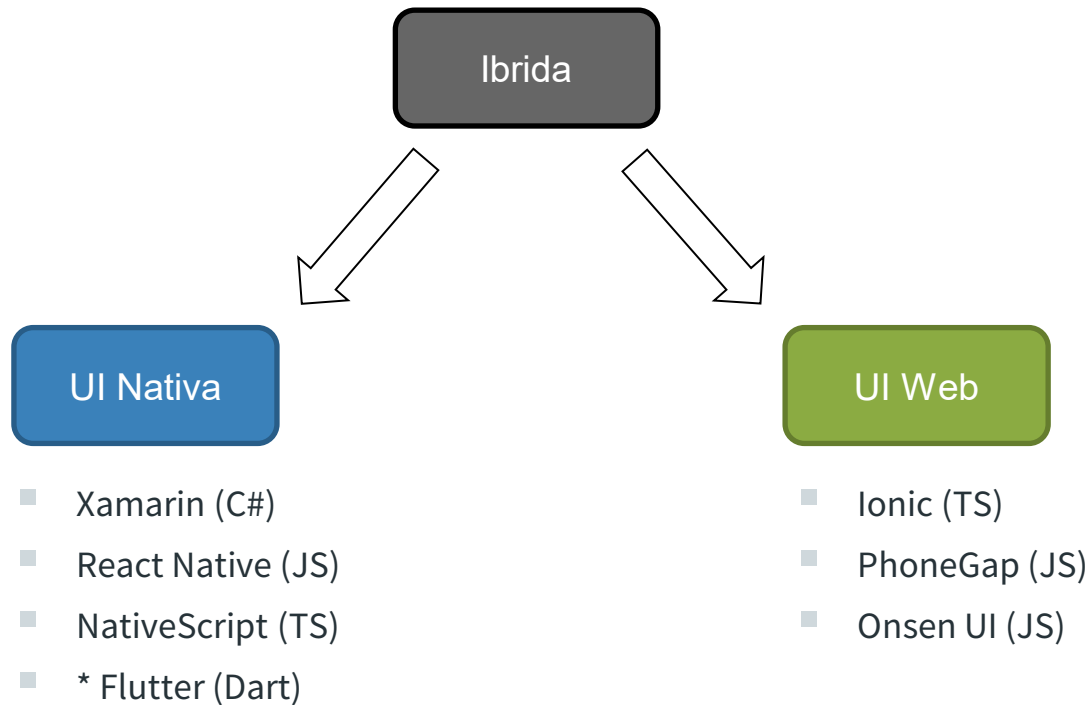 Ibrida
UI Nativa
Xamarin (C#)
React Native (JS)
NativeScript (TS)
* Flutter (Dart)
UI Web
Ionic (TS)
PhoneGap (JS)
Onsen UI (JS)